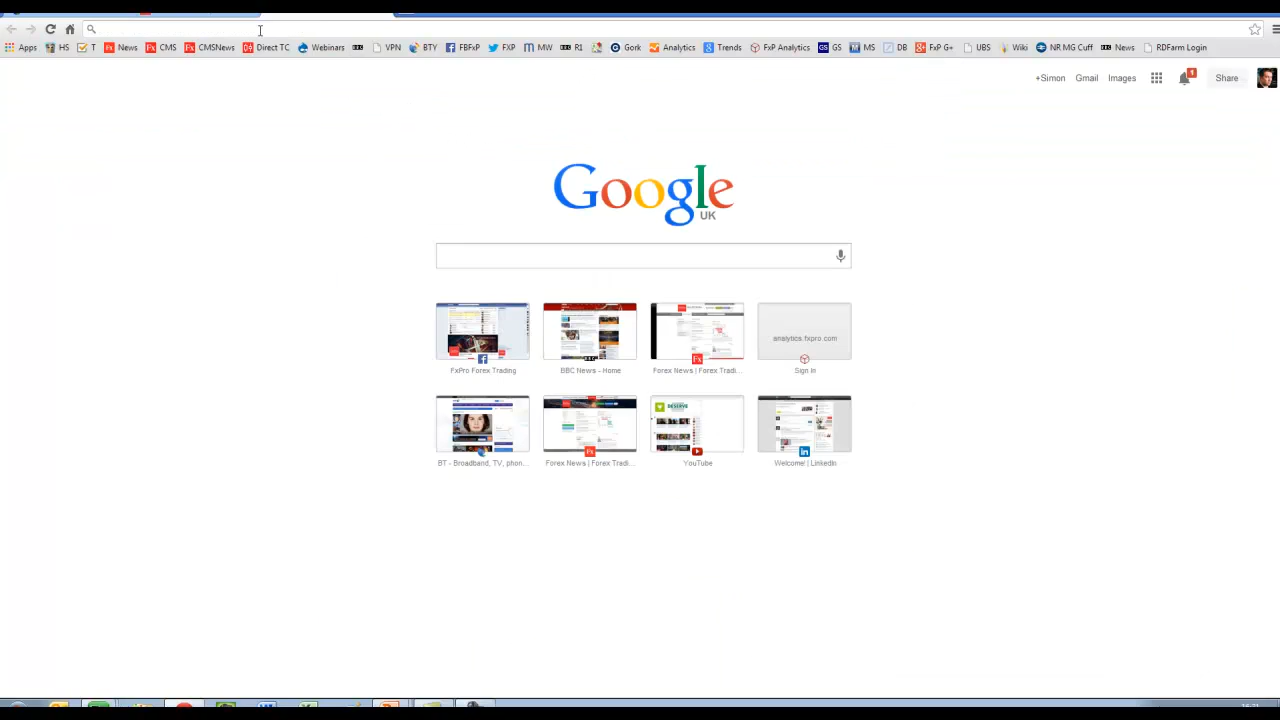 Apps HS T News CMS CMSNews Direct TC Webinars VPN BTY FBFxP FXP MW R1 Gork Analytics Trends FxP Analytics GS MS DB FxP G+ UBS Wiki NR MG Cuff News RDFarm Login
+Simon Gmail Images 1 Share
Google
UK
analytics.fxpro.com
FxPro Forex Trading BBC News - Home Forex News | Forex Tradi... Sign In
BT - Broadband, TV, phon... Forex News | Forex Tradi... YouTube Welcome! | LinkedIn